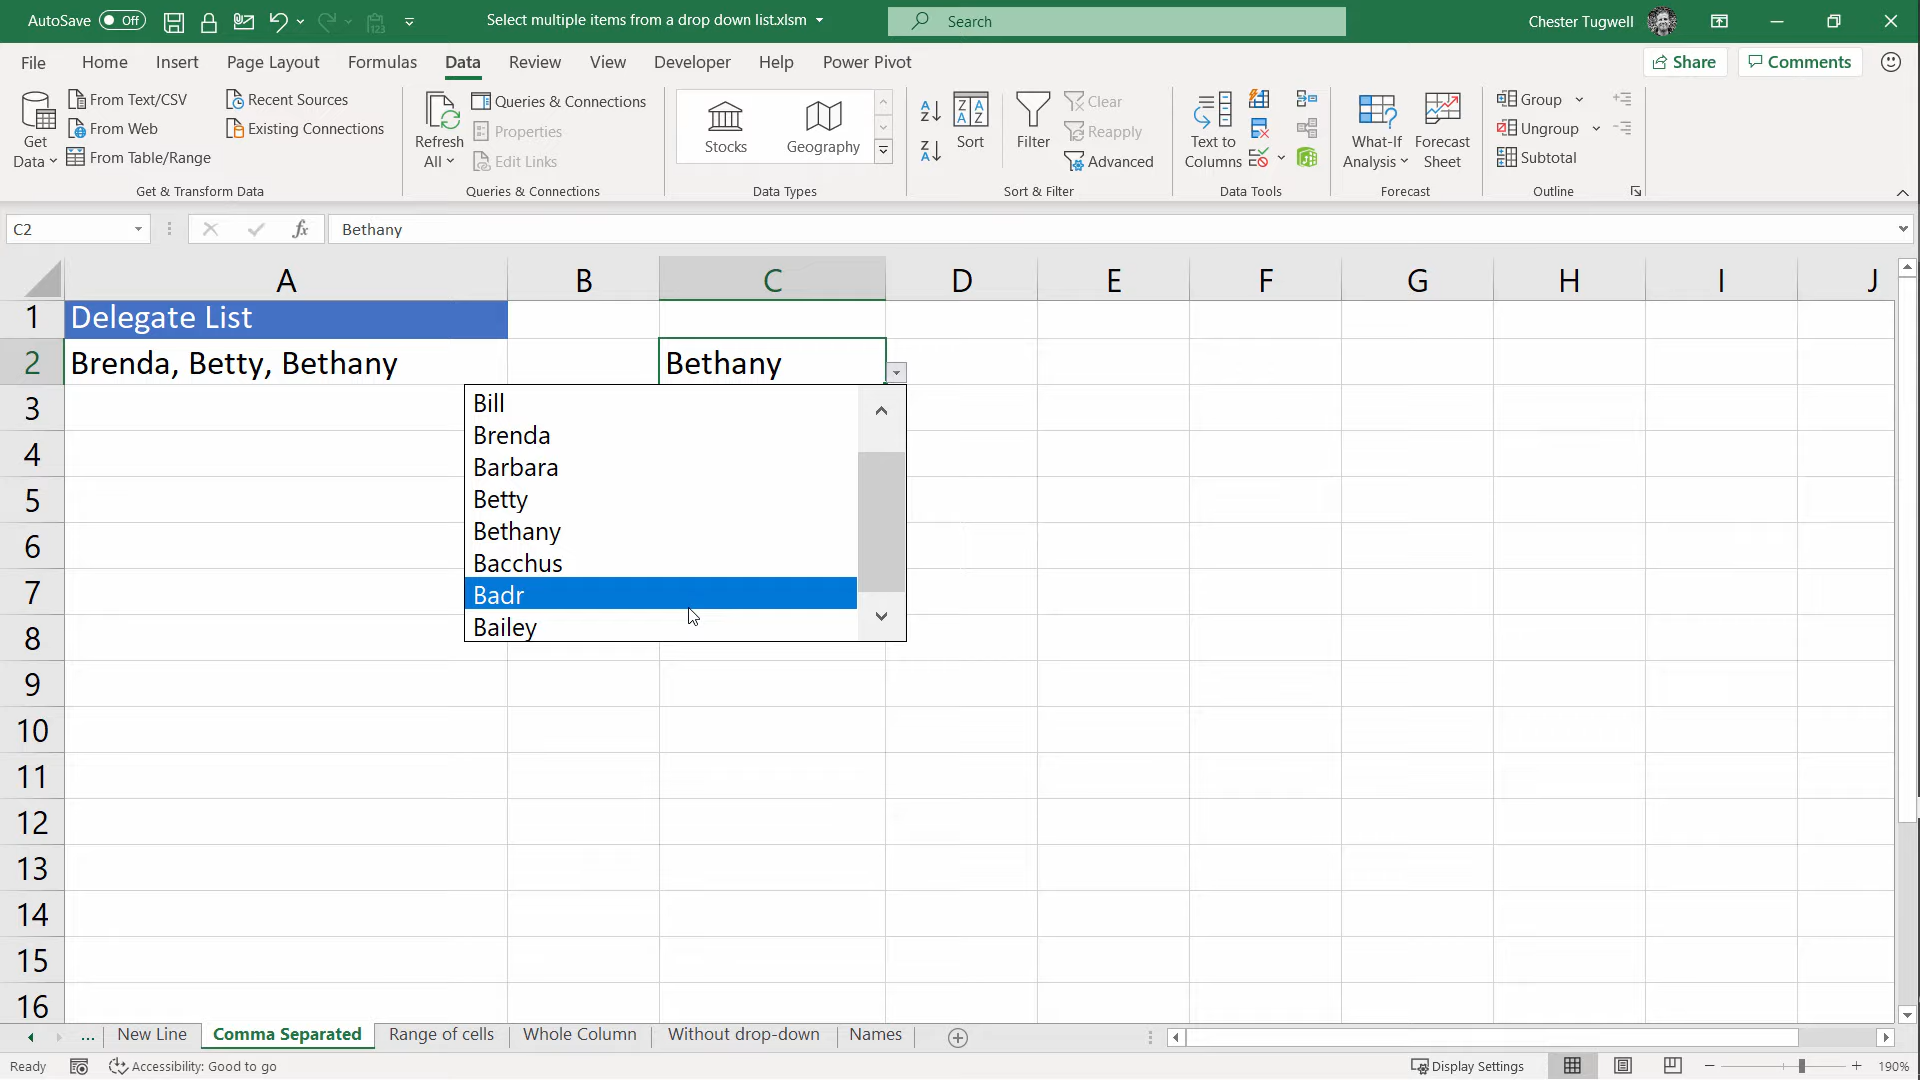 AutoSave Off Select multiple items from a drop down list.xlsm Search Chester Tugwell
File Home Insert Page Layout Formulas Data Review View Developer Help Power Pivot Share Comments
Get Data
From Text/CSV
From Web
From Table/Range
Recent Sources
Existing Connections
Get & Transform Data
Refresh All
Queries & Connections
Properties
Edit Links
Queries & Connections
Stocks Geography
Data Types
Sort
Filter
Clear
Reapply
Advanced
Sort & Filter
Text to Columns
Data Tools
What-If Analysis
Forecast Sheet
Forecast
Group
Ungroup
Subtotal
Outline
C2 fx Bethany
A B C D E F G H I J
1 Delegate List
2 Brenda, Betty, Bethany Bethany
3
4
5
6
7
8
9
10
11
12
13
14
15
16
Bill
Brenda
Barbara
Betty
Bethany
Bacchus
Badr
Bailey
... New Line Comma Separated Range of cells Whole Column Without drop-down Names
Ready Accessibility: Good to go Display Settings 190%